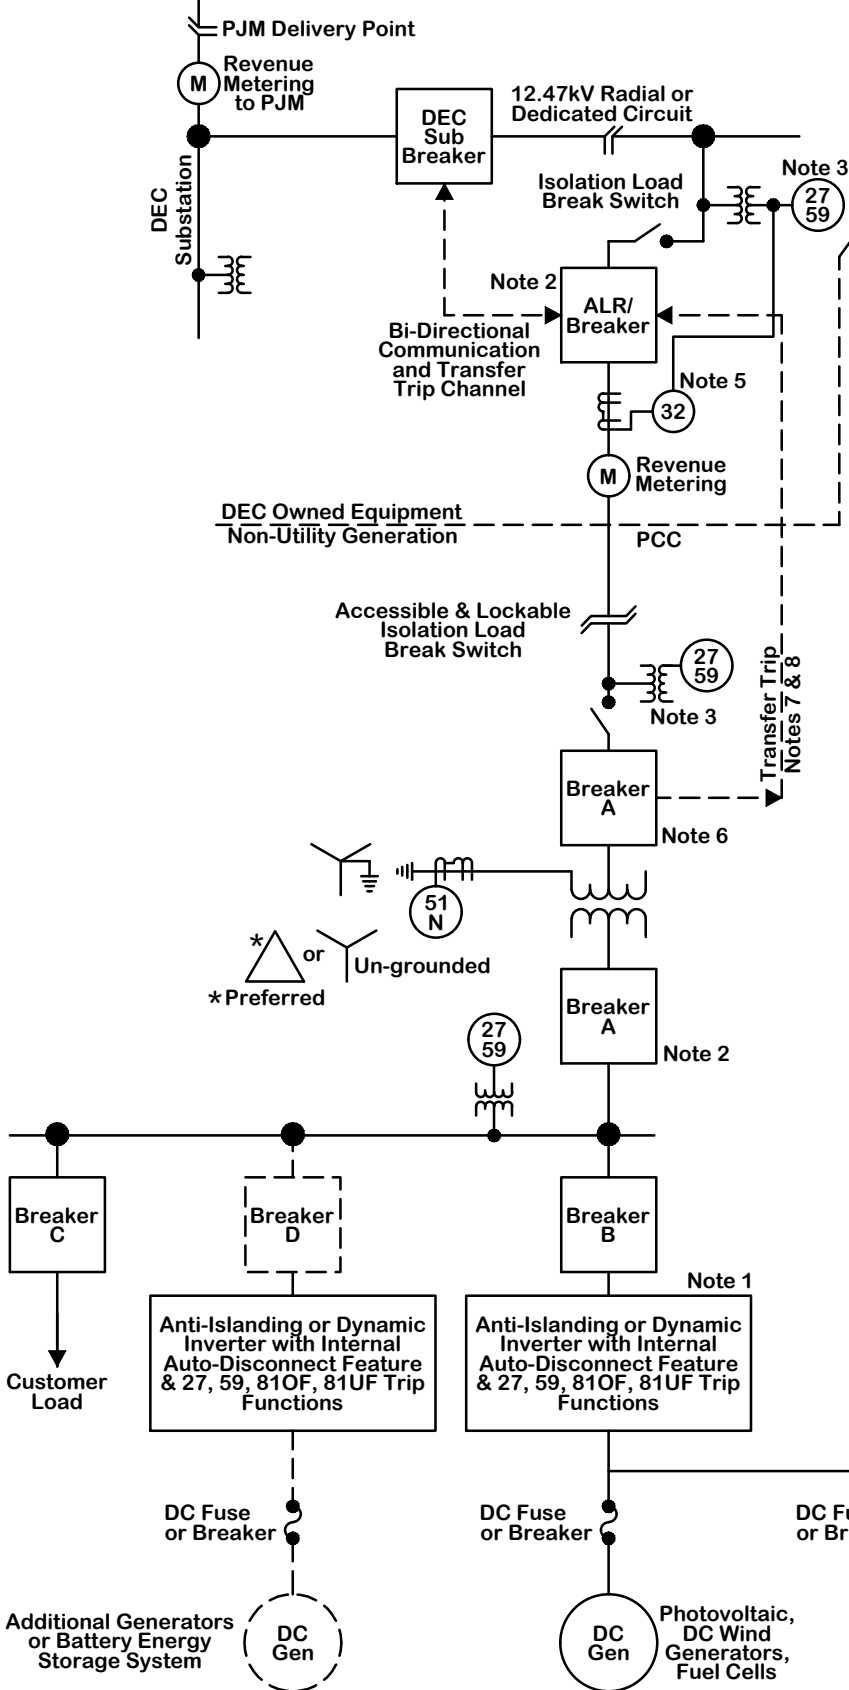 PJM Delivery Point
M
Revenue
Metering
to PJM
DEC
Sub
Breaker
12.47kV Radial or
Dedicated Circuit
DEC
Substation
Isolation Load
Break Switch
Note 3
27
59
Note 2
ALR/
Breaker
Bi-Directional
Communication
and Transfer
Trip Channel
Note 5
32
M
Revenue
Metering
DEC Owned Equipment
Non-Utility Generation
PCC
Accessible & Lockable
Isolation Load
Break Switch
27
59
Note 3
Transfer Trip
Notes 7 & 8
Breaker
A
Note 6
51
N
*
or
Un-grounded
*Preferred
Breaker
A
Note 2
27
59
Breaker
C
Breaker
D
Breaker
B
Note 1
Anti-Islanding or Dynamic
Inverter with Internal
Auto-Disconnect Feature
& 27, 59, 81OF, 81UF Trip
Functions
Anti-Islanding or Dynamic
Inverter with Internal
Auto-Disconnect Feature
& 27, 59, 81OF, 81UF Trip
Functions
Customer
Load
DC Fuse
or Breaker
DC Fuse
or Breaker
DC
or
Additional Generators
or Battery Energy
Storage System
DC
Gen
DC
Gen
Photovoltaic,
DC Wind
Generators,
Fuel Cells